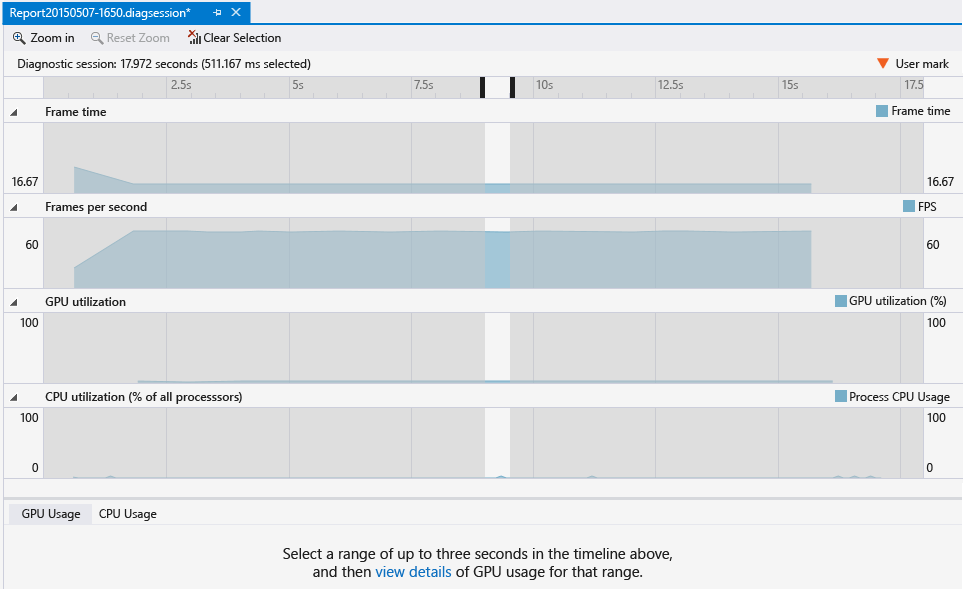 Report20150507-1650.diagsession*
Zoom in Reset Zoom Clear Selection
Diagnostic session: 17.972 seconds (511.167 ms selected) User mark
2.5s 5s 7.5s 10s 12.5s 15s 17.5
Frame time Frame time
16.67 16.67
Frames per second FPS
60 60
GPU utilization GPU utilization (%)
100 100
CPU utilization (% of all processsors) Process CPU Usage
100 100
0 0
GPU Usage CPU Usage
Select a range of up to three seconds in the timeline above,
and then view details of GPU usage for that range.